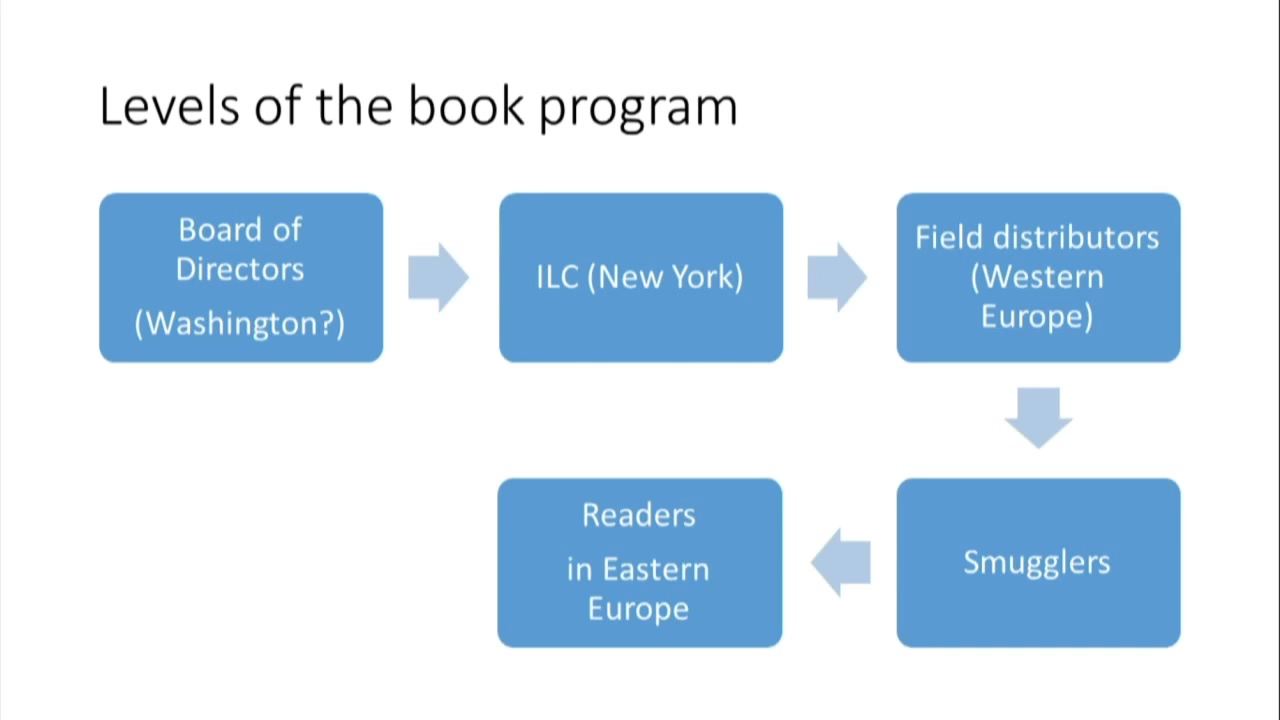 Levels of the book program
Board of
Directors
(Washington?)
ILC (New York)
Field distributors
(Western
Europe)
Smugglers
Readers
in Eastern
Europe